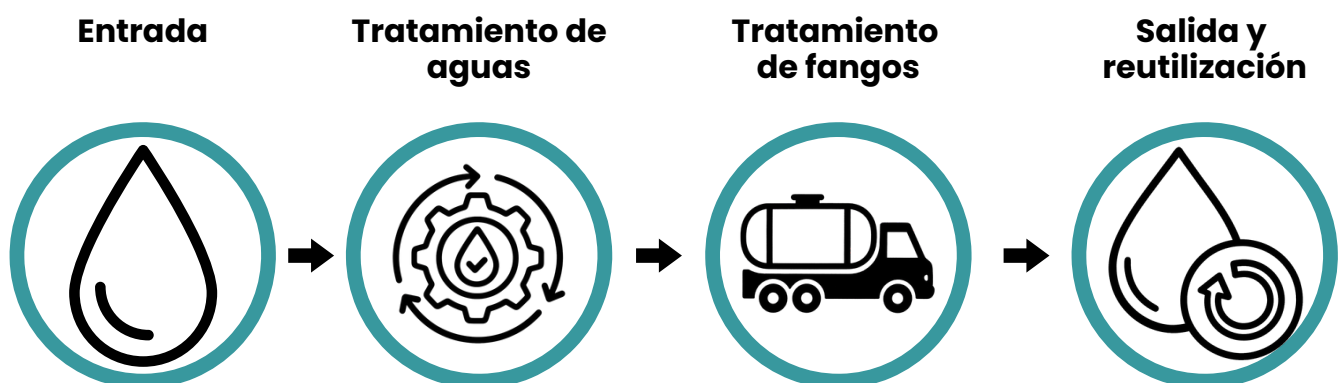 Entrada
Tratamiento de
aguas
Tratamiento
de fangos
Salida y
reutilización